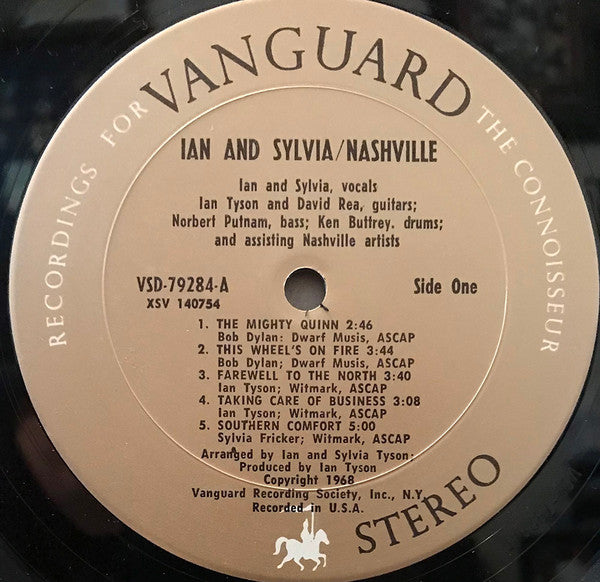 RECORDINGS FOR VANGUARD THE CONNOISSEUR
IAN AND SYLVIA/NASHVILLE
Ian and Sylvia, vocals
Ian Tyson and David Rea, guitars;
Norbert Putnam, bass; Ken Buttrey. drums;
and assisting Nashville artists
VSD-79284-A
XSV 140754
Side One
1. THE MIGHTY QUINN 2:46
Bob Dylan: Dwarf Musis, ASCAP
2. THIS WHEEL'S ON FIRE 3:44
Bob Dylan; Dwarf Music, ASCAP
3. FAREWELL TO THE NORTH 3:40
Ian Tyson; Witmark, ASCAP
4. TAKING CARE OF BUSINESS 3:08
Ian Tyson; Witmark, ASCAP
5. SOUTHERN COMFORT 5:00
Sylvia Fricker; Witmark, ASCAP
Arranged by Ian and Sylvia Tyson;
Produced by Ian Tyson
Copyright 1968
Vanguard Recording Society, Inc., N.Y.
Recorded in U.S.A.
STEREO